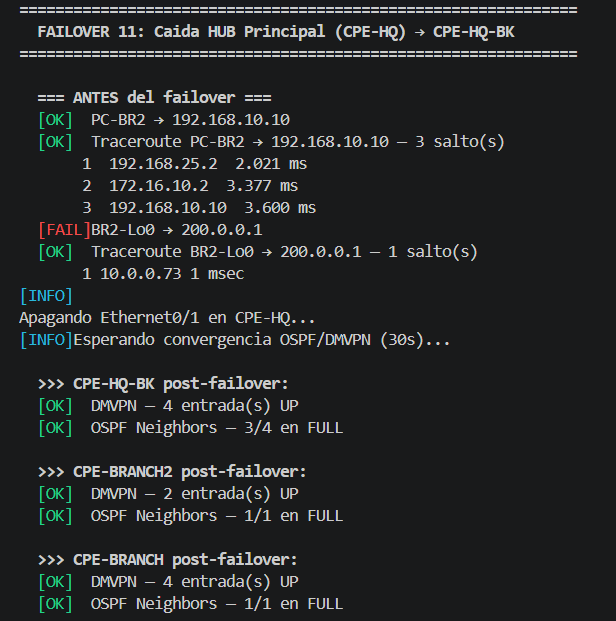 ==============================================================
FAILOVER 11: Caida HUB Principal (CPE-HQ) → CPE-HQ-BK
==============================================================
=== ANTES del failover ===
[OK] PC-BR2 → 192.168.10.10
[OK] Traceroute PC-BR2 → 192.168.10.10 — 3 salto(s)
1 192.168.25.2 2.021 ms
2 172.16.10.2 3.377 ms
3 192.168.10.10 3.600 ms
[FAIL]BR2-Lo0 → 200.0.0.1
[OK] Traceroute BR2-Lo0 → 200.0.0.1 — 1 salto(s)
1 10.0.0.73 1 msec
[INFO]
Apagando Ethernet0/1 en CPE-HQ...
[INFO]Esperando convergencia OSPF/DMVPN (30s)...
>>> CPE-HQ-BK post-failover:
[OK] DMVPN — 4 entrada(s) UP
[OK] OSPF Neighbors — 3/4 en FULL
>>> CPE-BRANCH2 post-failover:
[OK] DMVPN — 2 entrada(s) UP
[OK] OSPF Neighbors — 1/1 en FULL
>>> CPE-BRANCH post-failover:
[OK] DMVPN — 4 entrada(s) UP
[OK] OSPF Neighbors — 1/1 en FULL